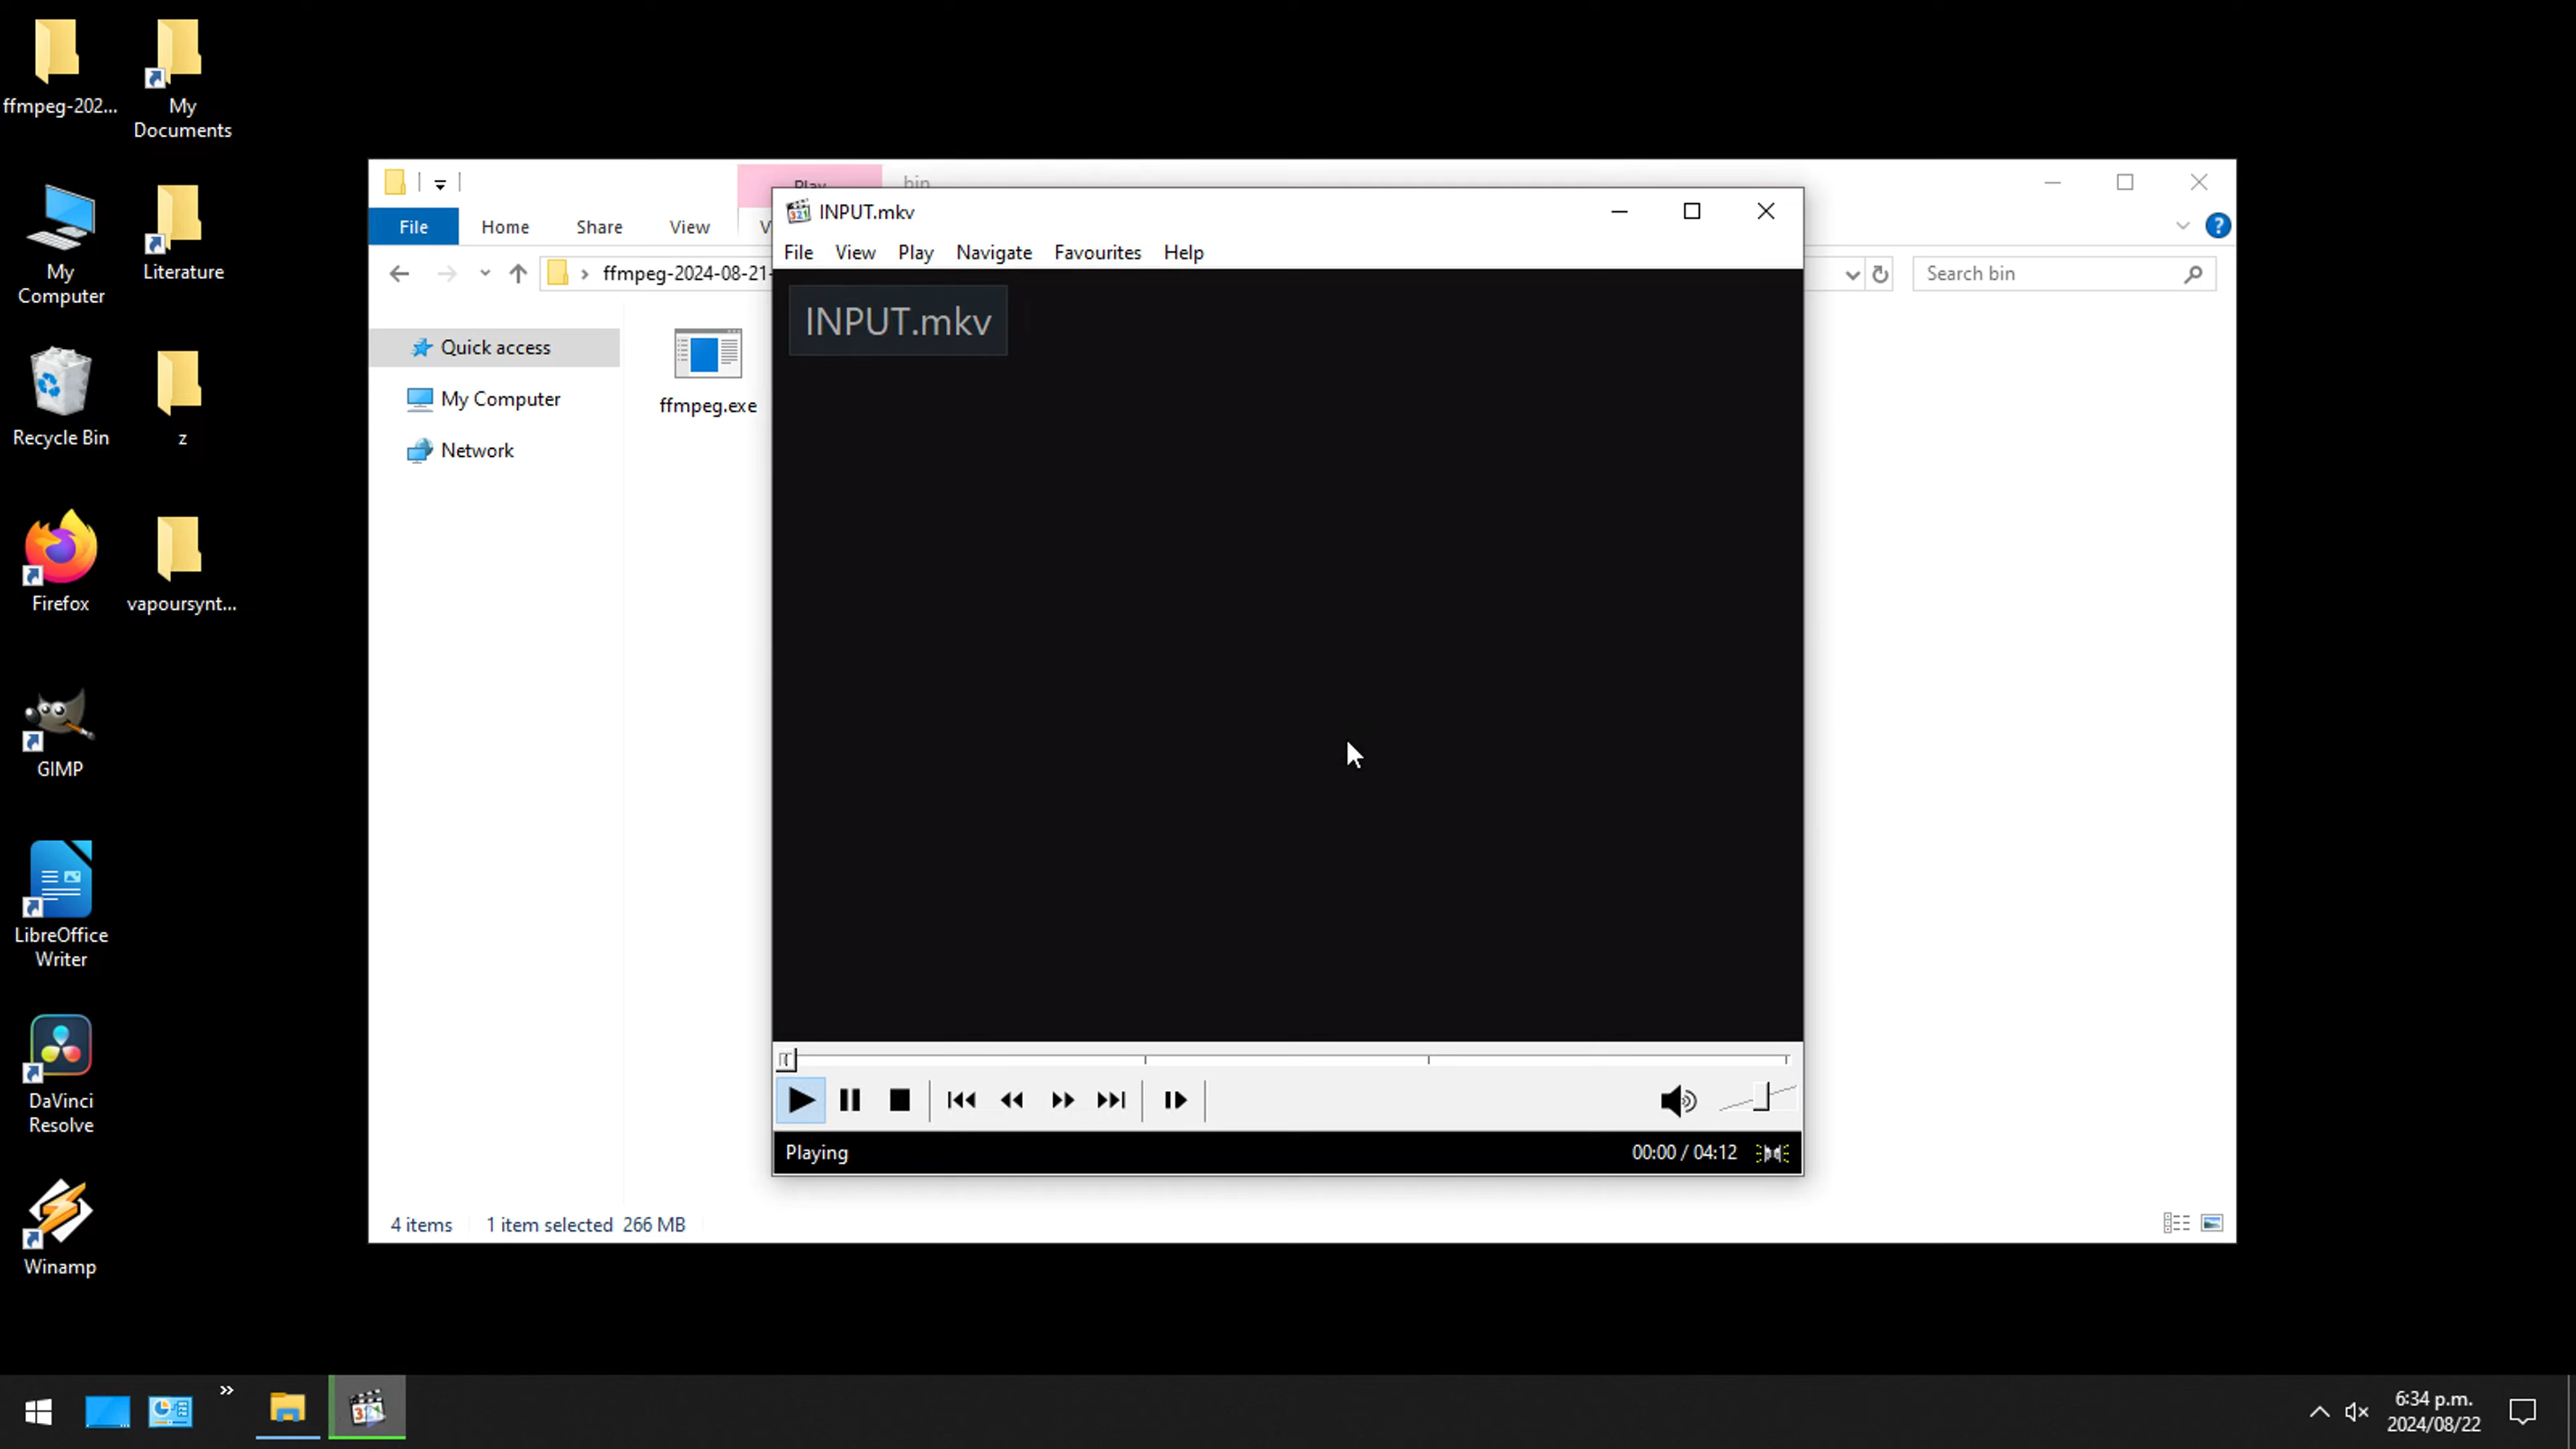 ffmpeg-202...
My
Documents
My
Computer
Literature
Recycle Bin
z
Firefox
vapoursynt...
GIMP
LibreOffice
Writer
DaVinci
Resolve
Winamp
Play
bin
File
Home
Share
View
V
ffmpeg-2024-08-21-
Search bin
Quick access
My Computer
Network
ffmpeg.exe
4 items
1 item selected 266 MB
INPUT.mkv
File
View
Play
Navigate
Favourites
Help
INPUT.mkv
Playing
00:00 / 04:12
6:34 p.m.
2024/08/22